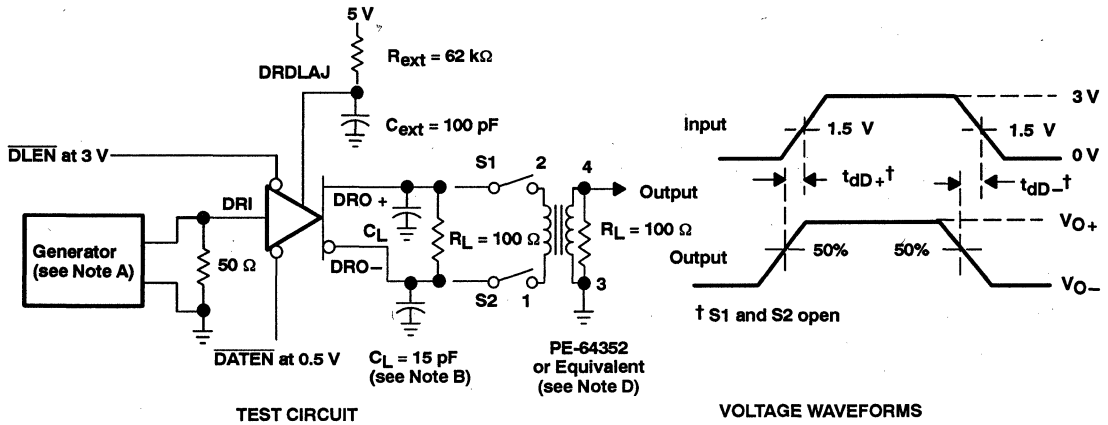 5 V
Rext = 62 kΩ
DRDLAJ
Cext = 100 pF
DLEN at 3 V
DRI
Generator
(see Note A)
50 Ω
DATEN at 0.5 V
DRO +
CL
DRO−
RL = 100 Ω
CL = 15 pF
(see Note B)
S1
2
S2
1
4
Output
RL = 100 Ω
3
PE-64352
or Equivalent
(see Note D)
TEST CIRCUIT
Input
3 V
1.5 V
1.5 V
0 V
tdD+†
tdD−†
Output
50%
50%
VO+
VO−
† S1 and S2 open
VOLTAGE WAVEFORMS